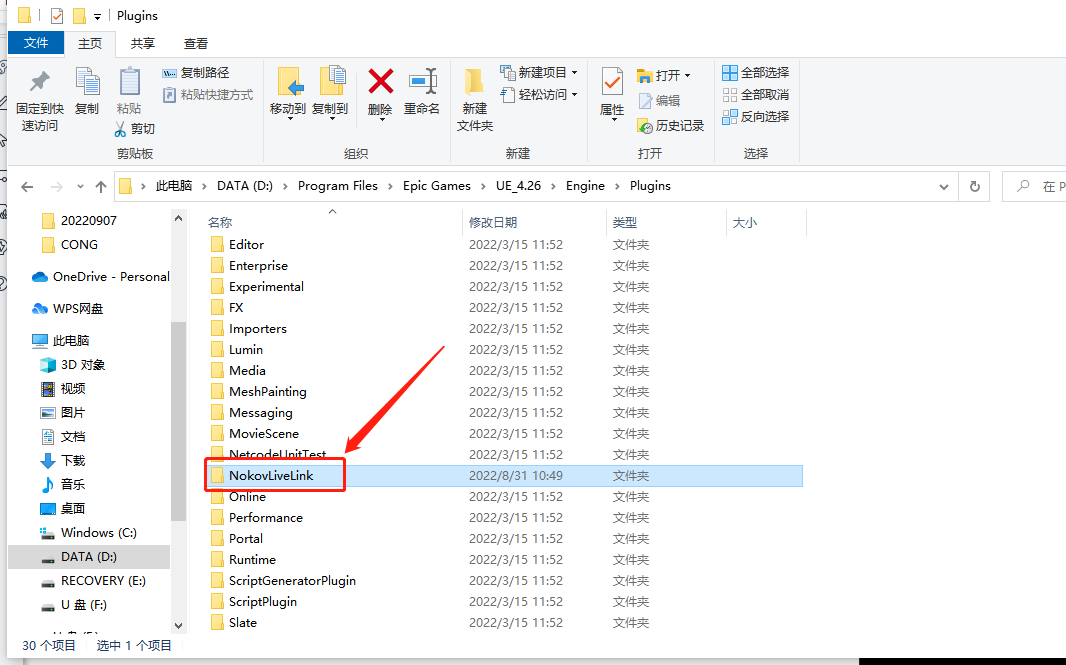 Plugins
文件 主页 共享 查看
固定到快速访问
复制
粘贴
复制路径
粘贴快捷方式
剪切
剪贴板
移动到
复制到
删除
重命名
组织
新建文件夹
新建项目
轻松访问
新建
属性
打开
编辑
历史记录
打开
全部选择
全部取消
反向选择
选择
此电脑 > DATA (D:) > Program Files > Epic Games > UE_4.26 > Engine > Plugins
在 P
20220907
CONG
OneDrive - Personal
WPS网盘
此电脑
3D 对象
视频
图片
文档
下载
音乐
桌面
Windows (C:)
DATA (D:)
RECOVERY (E:)
U 盘 (F:)
名称 修改日期 类型 大小
Editor 2022/3/15 11:52 文件夹
Enterprise 2022/3/15 11:52 文件夹
Experimental 2022/3/15 11:52 文件夹
FX 2022/3/15 11:52 文件夹
Importers 2022/3/15 11:52 文件夹
Lumin 2022/3/15 11:52 文件夹
Media 2022/3/15 11:52 文件夹
MeshPainting 2022/3/15 11:52 文件夹
Messaging 2022/3/15 11:52 文件夹
MovieScene 2022/3/15 11:52 文件夹
NetcodeUnitTest 2022/3/15 11:52 文件夹
NokovLiveLink 2022/8/31 10:49 文件夹
Online 2022/3/15 11:52 文件夹
Performance 2022/3/15 11:52 文件夹
Portal 2022/3/15 11:52 文件夹
Runtime 2022/3/15 11:52 文件夹
ScriptGeneratorPlugin 2022/3/15 11:52 文件夹
ScriptPlugin 2022/3/15 11:52 文件夹
Slate 2022/3/15 11:52 文件夹
30 个项目 选中 1 个项目